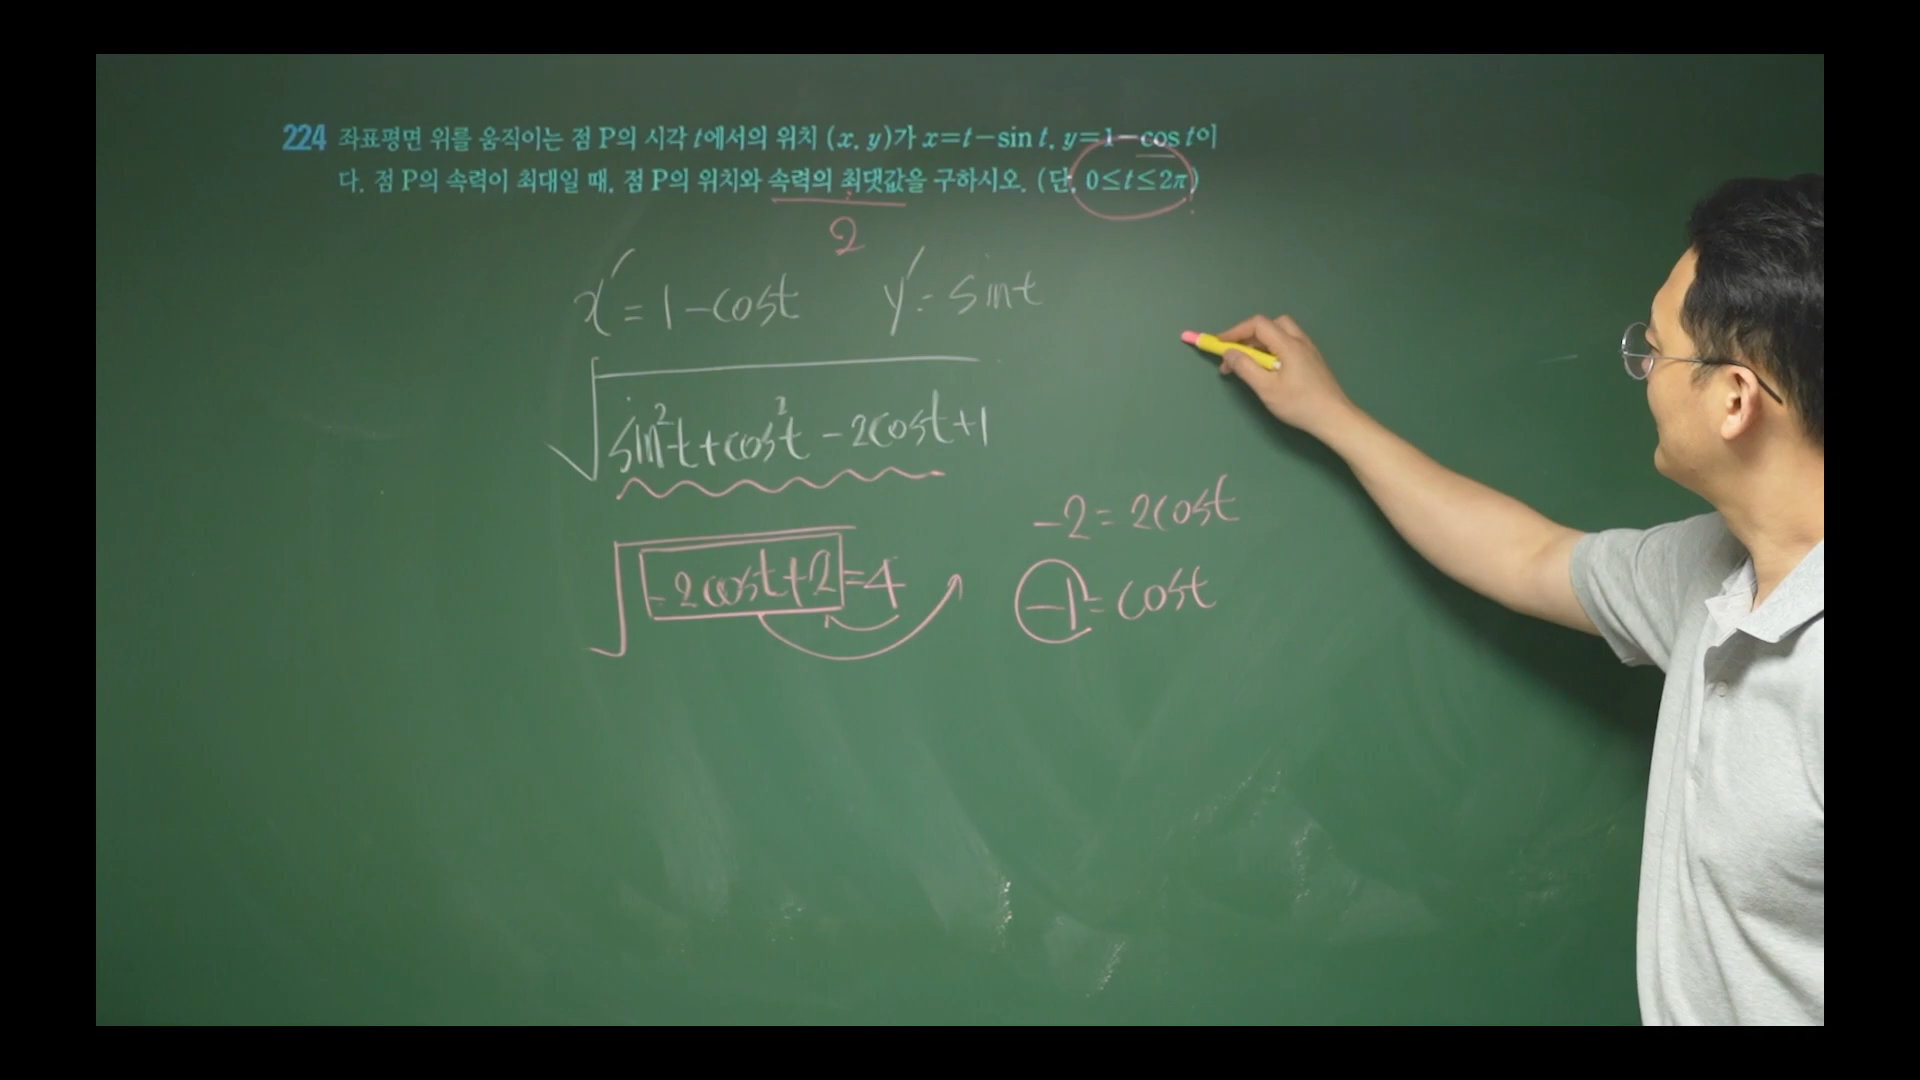 224 좌표평면 위를 움직이는 점 P의 시각 t에서의 위치 (x, y)가 x=t−sin t, y=1−cos t이
다. 점 P의 속력이 최대일 때, 점 P의 위치와 속력의 최댓값을 구하시오. (단, 0≤t≤2π)
2
x′=1−cost y′=sint
√sin²t+cos²t−2cost+1
−2=2cost
√−2cost+2=4
−1=cost